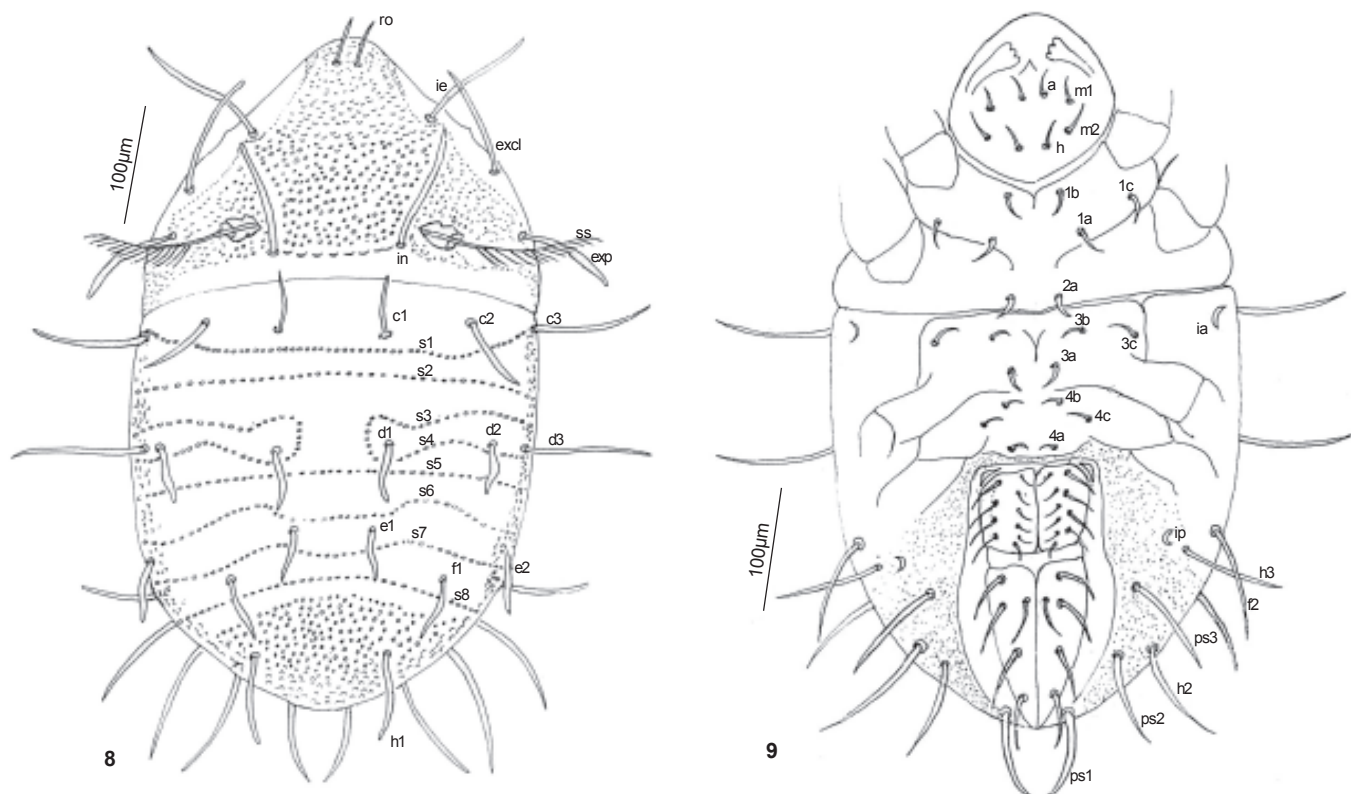 ro
ie
100µm
excl
ss
exp
in
c1
c2
c3
s1
s2
s3
d1
s4
d2
d3
s5
s6
e1
s7
f1
e2
s8
h1
8
a
m1
m2
h
1b
1c
1a
2a
3b
ia
3c
3a
4b
4c
4a
100µm
ip
h3
f2
ps3
h2
ps2
9
ps1